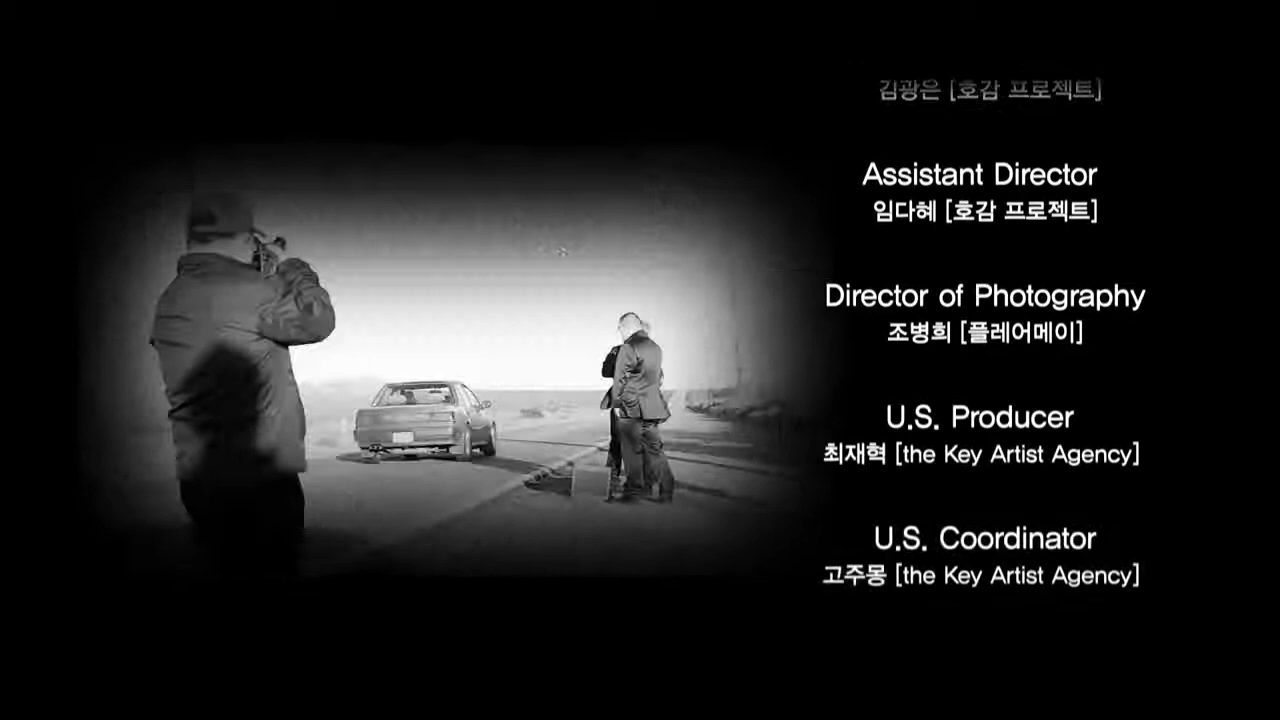 김광은 [호감 프로젝트]
Assistant Director
임다혜 [호감 프로젝트]
Director of Photography
조병희 [플레어메이]
U.S. Producer
최재혁 [the Key Artist Agency]
U.S. Coordinator
고주몽 [the Key Artist Agency]